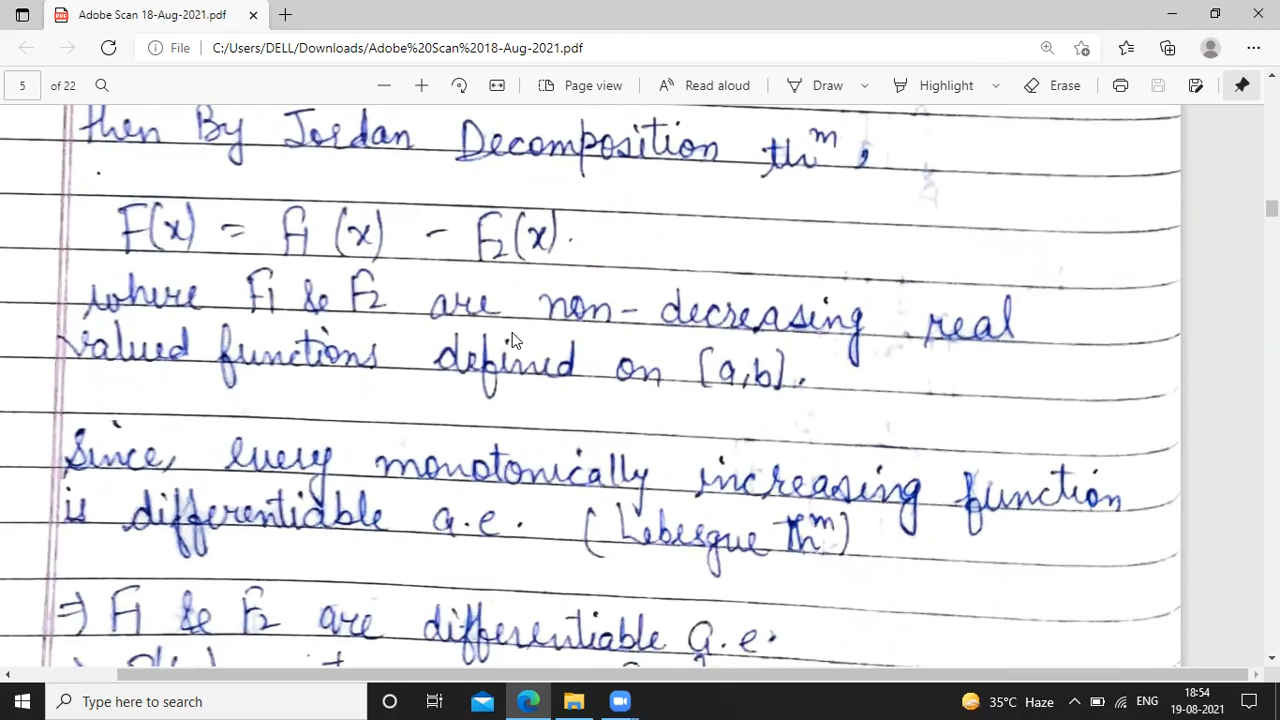 Adobe Scan 18-Aug-2021.pdf
File C:/Users/DELL/Downloads/Adobe%20Scan%2018-Aug-2021.pdf
5 of 22 Page view Read aloud Draw Highlight Erase
then By Jordan Decomposition thm,
F(x) = F1 (x) - F2(x).
where F1 & F2 are non-decreasing real
valued functions defined on [a,b].
Since, every monotonically increasing function
is differentiable a.e. (Lebesgue Thm)
⇒ F1 & F2 are differentiable a.e.
Type here to search
35°C Haze ENG 18:54
19-08-2021